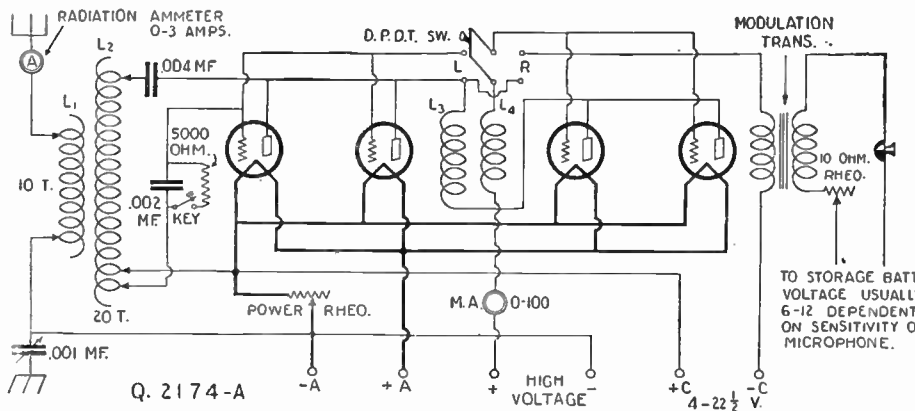 RADIATION AMMETER
0-3 AMPS.
A
L2
.004 MF.
L1
10 T.
5000
OHM.
.002
MF.
KEY
20 T.
.001 MF.
D.P.D.T. SW.
L
R
L3
L4
MODULATION
TRANS.
10 OHM.
RHEO.
POWER RHEO.
M.A.
0-100
TO STORAGE BATT
VOLTAGE USUALL
6-12 DEPENDENT
ON SENSITIVITY O
MICROPHONE.
Q. 2174-A
-A
+A
+
HIGH
VOLTAGE
-
+C
-C
4-22½ V.